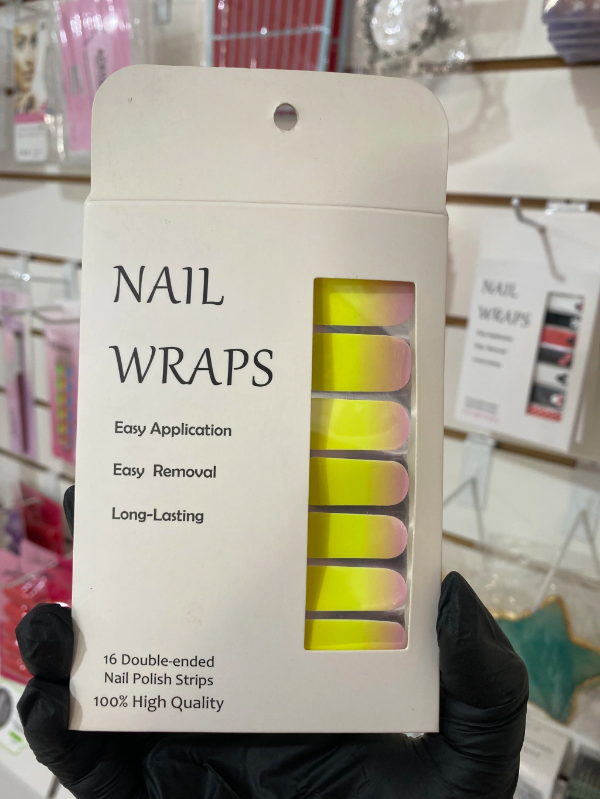 NAIL
WRAPS
Easy Application
Easy Removal
Long-Lasting
16 Double-ended
Nail Polish Strips
100% High Quality
NAIL
WRAPS